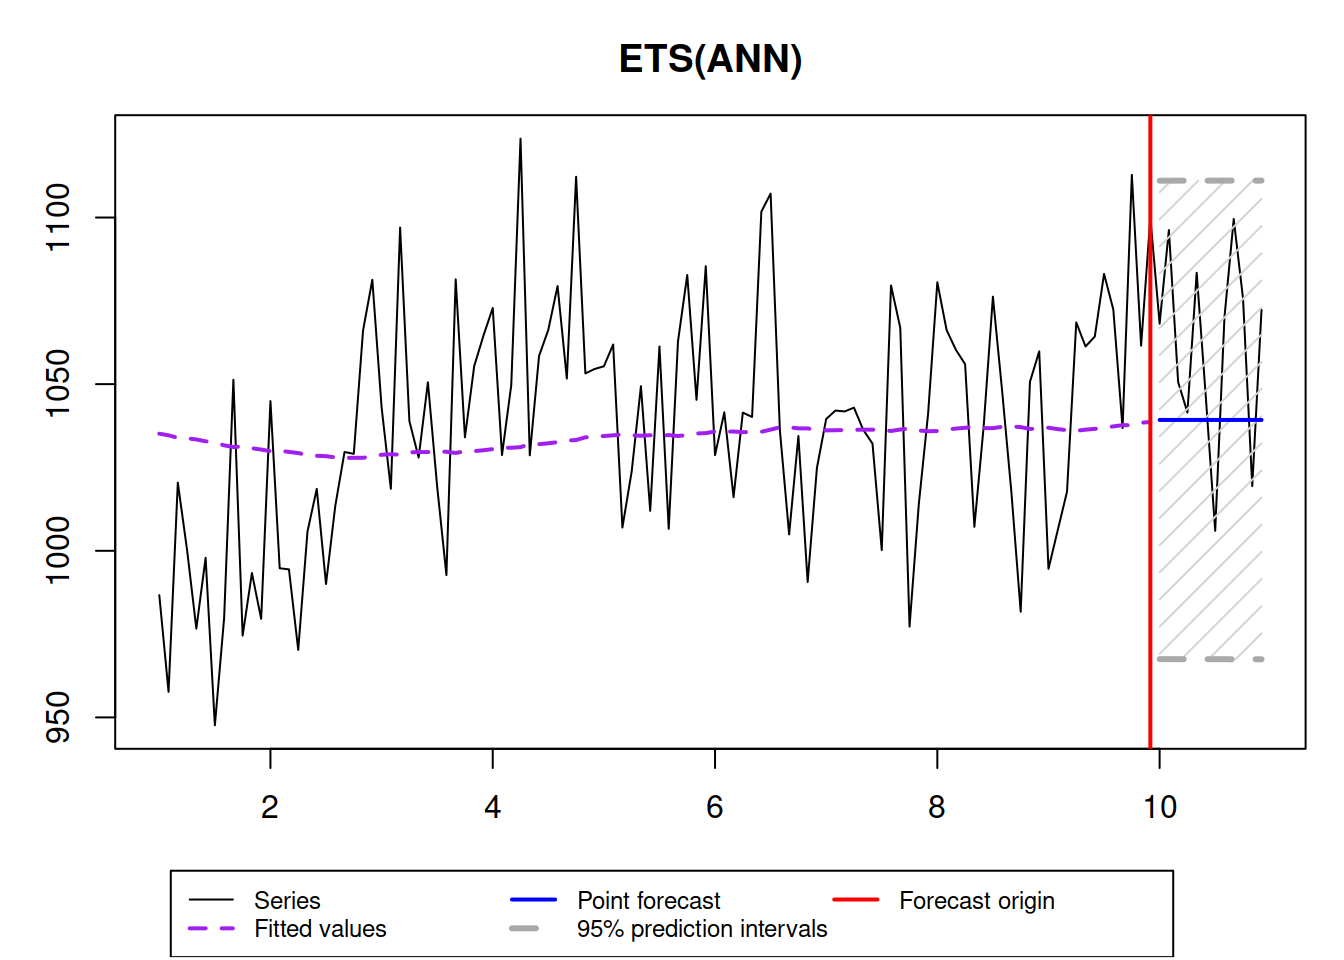 ETS(ANN)
1100
1050
1000
950
2 4 6 8 10
Series Point forecast Forecast origin
Fitted values 95% prediction intervals